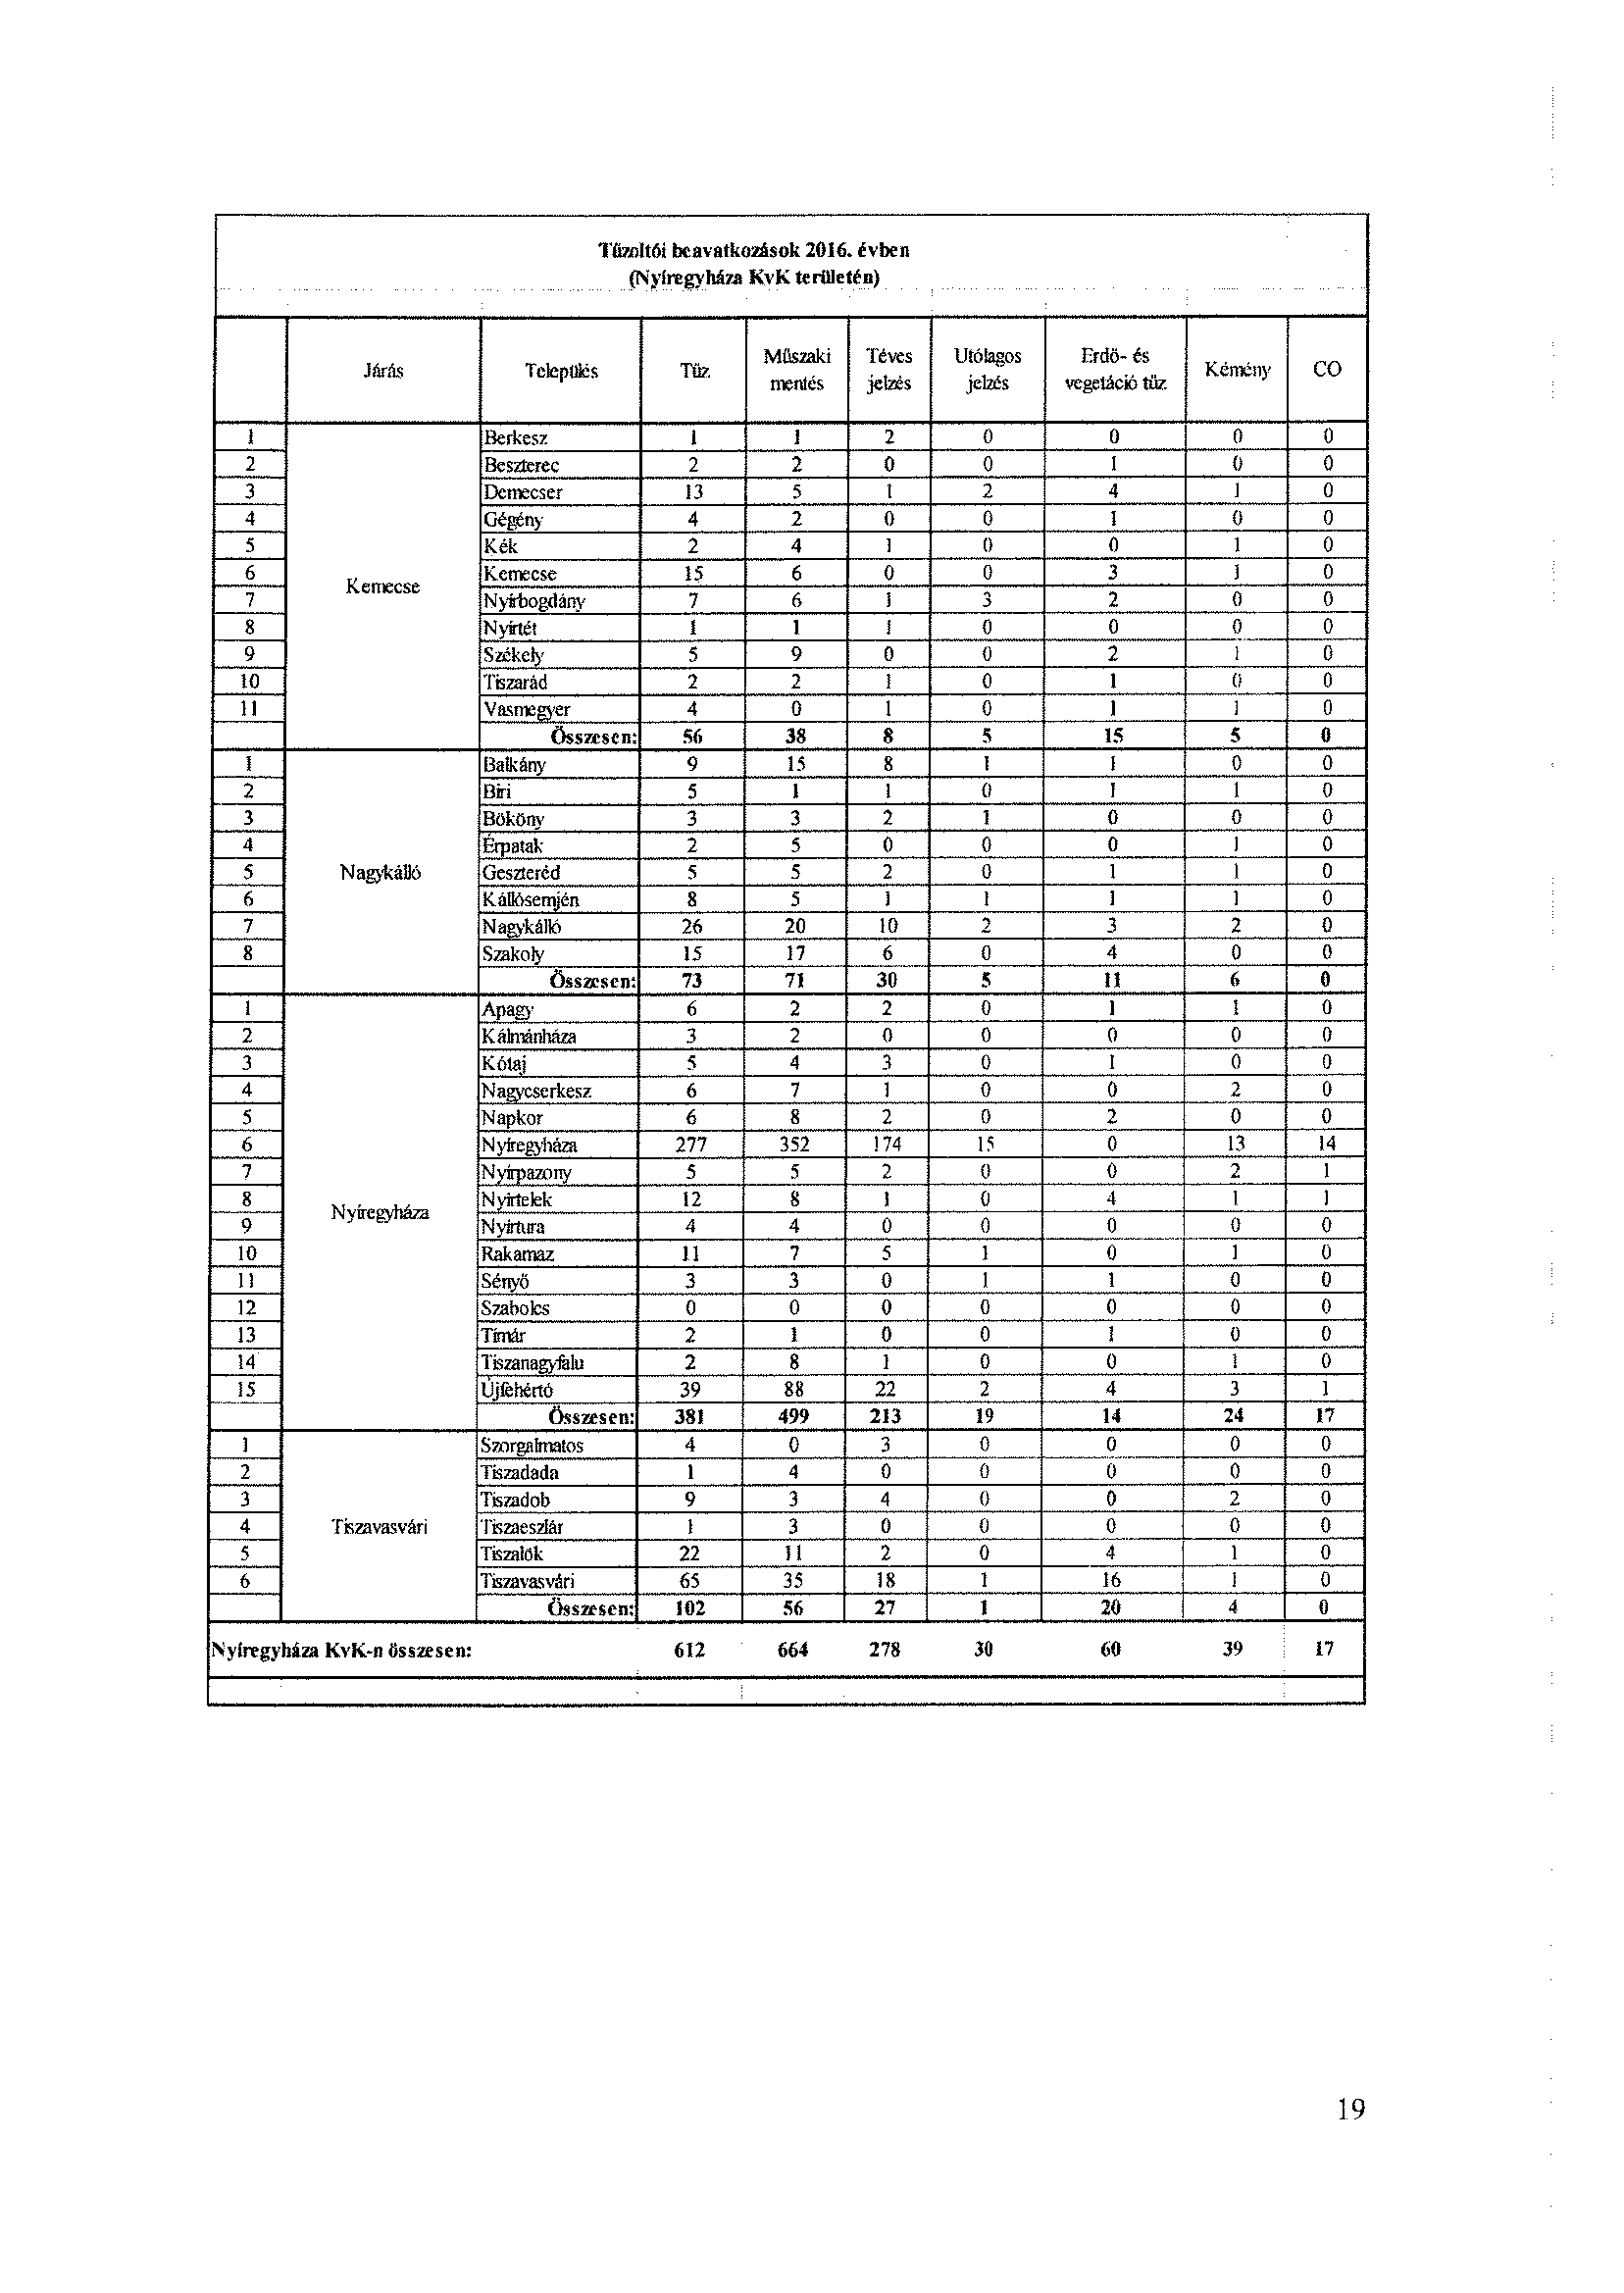 Tűzoltói beavatkozások 2016. évben
(Nyíregyháza KvK területén)
Járás Település Tűz Műszaki mentés Téves jelzés Utólagos jelzés Erdő- és vegetáció tűz Kémény CO
Kemecse
1 Berkesz 1 1 2 0 0 0 0
2 Beszterec 2 2 0 0 1 0 0
3 Demecser 13 5 1 2 4 1 0
4 Gégény 4 2 0 0 1 0 0
5 Kék 2 4 1 0 0 1 0
6 Kemecse 15 6 0 0 3 1 0
7 Nyírbogdány 7 6 1 3 2 0 0
8 Nyírtét 1 1 1 0 0 0 0
9 Székely 5 9 0 0 2 1 0
10 Tiszarád 2 2 1 0 1 0 0
11 Vasmegyer 4 0 1 0 1 1 0
Összesen: 56 38 8 5 15 5 0
Nagykálló
1 Balkány 9 15 8 1 1 0 0
2 Biri 5 1 1 0 1 1 0
3 Bököny 3 3 2 1 0 0 0
4 Érpatak 2 5 0 0 0 1 0
5 Geszteréd 5 5 2 0 1 1 0
6 Kállósemjén 8 5 1 1 1 1 0
7 Nagykálló 26 20 10 2 3 2 0
8 Szakoly 15 17 6 0 4 0 0
Összesen: 73 71 30 5 11 6 0
Nyíregyháza
1 Apagy 6 2 2 0 1 1 0
2 Kálmánháza 3 2 0 0 0 0 0
3 Kótaj 5 4 3 0 1 0 0
4 Nagycserkesz 6 7 1 0 0 2 0
5 Napkor 6 8 2 0 2 0 0
6 Nyíregyháza 277 352 174 15 0 13 14
7 Nyírpazony 5 5 2 0 0 2 1
8 Nyírtelek 12 8 1 0 4 1 1
9 Nyírtura 4 4 0 0 0 0 0
10 Rakamaz 11 7 5 1 0 1 0
11 Sényő 3 3 0 1 1 0 0
12 Szabolcs 0 0 0 0 0 0 0
13 Tímár 2 1 0 0 1 0 0
14 Tiszanagyfalu 2 8 1 0 0 1 0
15 Újfehértó 39 88 22 2 4 3 1
Összesen: 381 499 213 19 14 24 17
Tiszavasvári
1 Szorgalmatos 4 0 3 0 0 0 0
2 Tiszadada 1 4 0 0 0 0 0
3 Tiszadob 9 3 4 0 0 2 0
4 Tiszaeszlár 1 3 0 0 0 0 0
5 Tiszalök 22 11 2 0 4 1 0
6 Tiszavasvári 65 35 18 1 16 1 0
Összesen: 102 56 27 1 20 4 0
Nyíregyháza KvK-n összesen: 612 664 278 30 60 39 17
19